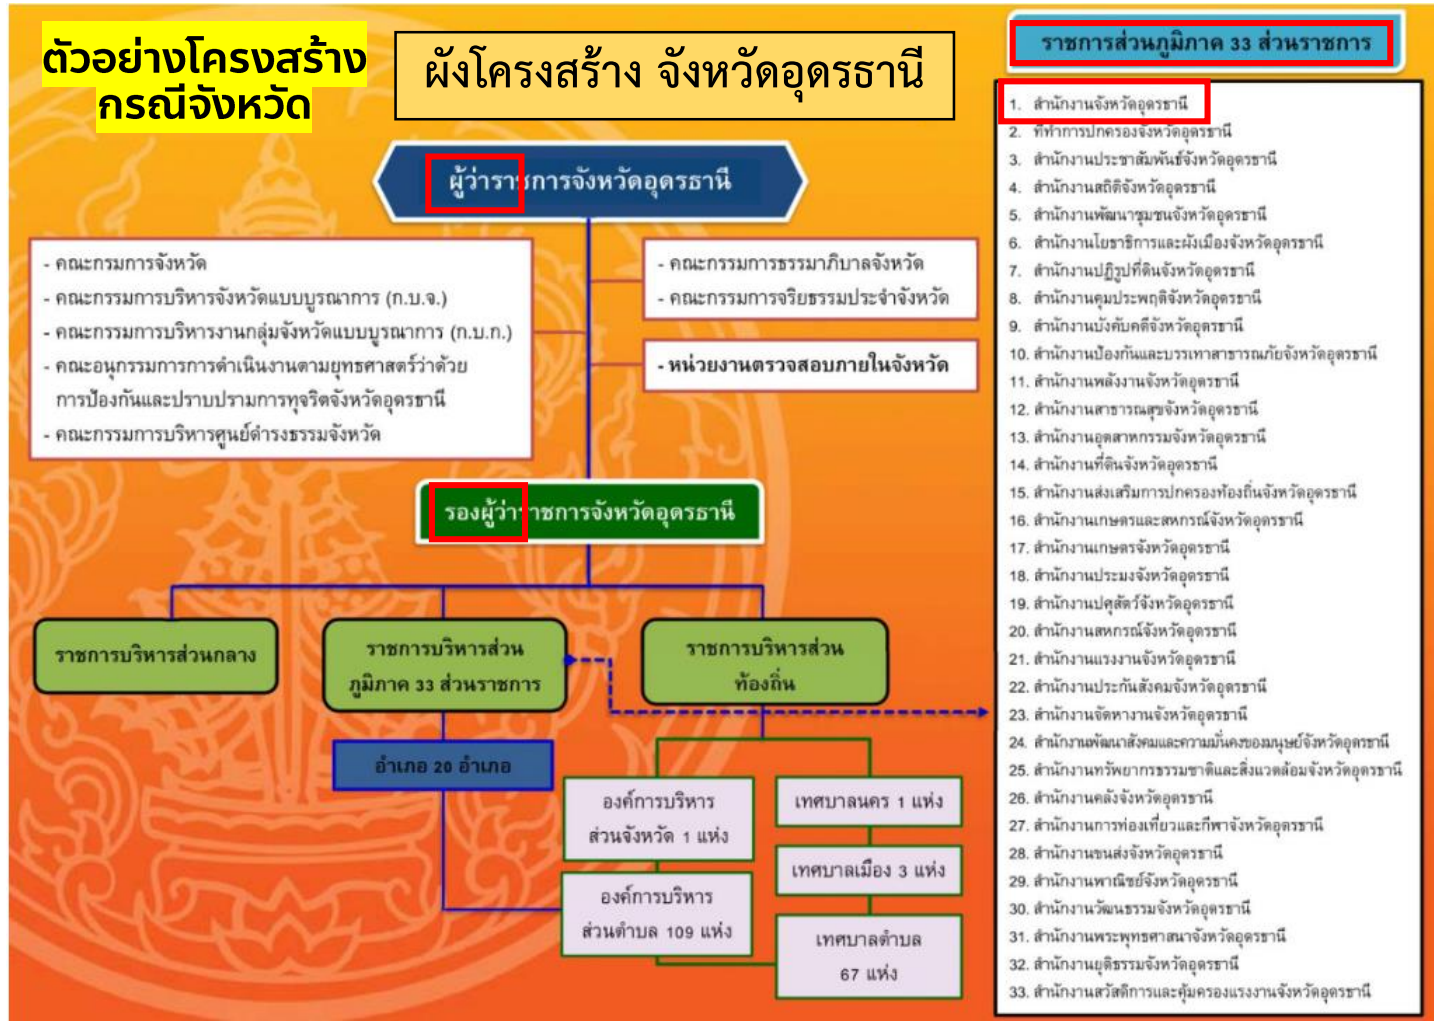 ตัวอย่างโครงสร้าง
กรณีจังหวัด
ผังโครงสร้าง จังหวัดอุดรธานี
ผู้ว่าราชการจังหวัดอุดรธานี
- คณะกรมการจังหวัด
- คณะกรรมการบริหารจังหวัดแบบบูรณาการ (ก.บ.จ.)
- คณะกรรมการบริหารงานกลุ่มจังหวัดแบบบูรณาการ (ก.บ.ก.)
- คณะอนุกรรมการการดำเนินงานตามยุทธศาสตร์ว่าด้วย
การป้องกันและปราบปรามการทุจริตจังหวัดอุดรธานี
- คณะกรรมการบริหารศูนย์ดำรงธรรมจังหวัด
- คณะกรรมการธรรมาภิบาลจังหวัด
- คณะกรรมการจริยธรรมประจำจังหวัด
- หน่วยงานตรวจสอบภายในจังหวัด
รองผู้ว่าราชการจังหวัดอุดรธานี
ราชการบริหารส่วนกลาง
ราชการบริหารส่วน
ภูมิภาค 33 ส่วนราชการ
ราชการบริหารส่วน
ท้องถิ่น
อำเภอ 20 อำเภอ
องค์การบริหาร
ส่วนจังหวัด 1 แห่ง
องค์การบริหาร
ส่วนตำบล 109 แห่ง
เทศบาลนคร 1 แห่ง
เทศบาลเมือง 3 แห่ง
เทศบาลตำบล
67 แห่ง
ราชการส่วนภูมิภาค 33 ส่วนราชการ
1. สำนักงานจังหวัดอุดรธานี
2. ที่ทำการปกครองจังหวัดอุดรธานี
3. สำนักงานประชาสัมพันธ์จังหวัดอุดรธานี
4. สำนักงานสถิติจังหวัดอุดรธานี
5. สำนักงานพัฒนาชุมชนจังหวัดอุดรธานี
6. สำนักงานโยธาธิการและผังเมืองจังหวัดอุดรธานี
7. สำนักงานปฏิรูปที่ดินจังหวัดอุดรธานี
8. สำนักงานคุมประพฤติจังหวัดอุดรธานี
9. สำนักงานบังคับคดีจังหวัดอุดรธานี
10. สำนักงานป้องกันและบรรเทาสาธารณภัยจังหวัดอุดรธานี
11. สำนักงานพลังงานจังหวัดอุดรธานี
12. สำนักงานสาธารณสุขจังหวัดอุดรธานี
13. สำนักงานอุตสาหกรรมจังหวัดอุดรธานี
14. สำนักงานที่ดินจังหวัดอุดรธานี
15. สำนักงานส่งเสริมการปกครองท้องถิ่นจังหวัดอุดรธานี
16. สำนักงานเกษตรและสหกรณ์จังหวัดอุดรธานี
17. สำนักงานเกษตรจังหวัดอุดรธานี
18. สำนักงานประมงจังหวัดอุดรธานี
19. สำนักงานปศุสัตว์จังหวัดอุดรธานี
20. สำนักงานสหกรณ์จังหวัดอุดรธานี
21. สำนักงานแรงงานจังหวัดอุดรธานี
22. สำนักงานประกันสังคมจังหวัดอุดรธานี
23. สำนักงานจัดหางานจังหวัดอุดรธานี
24. สำนักงานพัฒนาสังคมและความมั่นคงของมนุษย์จังหวัดอุดรธานี
25. สำนักงานทรัพยากรธรรมชาติและสิ่งแวดล้อมจังหวัดอุดรธานี
26. สำนักงานคลังจังหวัดอุดรธานี
27. สำนักงานการท่องเที่ยวและกีฬาจังหวัดอุดรธานี
28. สำนักงานขนส่งจังหวัดอุดรธานี
29. สำนักงานพาณิชย์จังหวัดอุดรธานี
30. สำนักงานวัฒนธรรมจังหวัดอุดรธานี
31. สำนักงานพระพุทธศาสนาจังหวัดอุดรธานี
32. สำนักงานยุติธรรมจังหวัดอุดรธานี
33. สำนักงานสวัสดิการและคุ้มครองแรงงานจังหวัดอุดรธานี